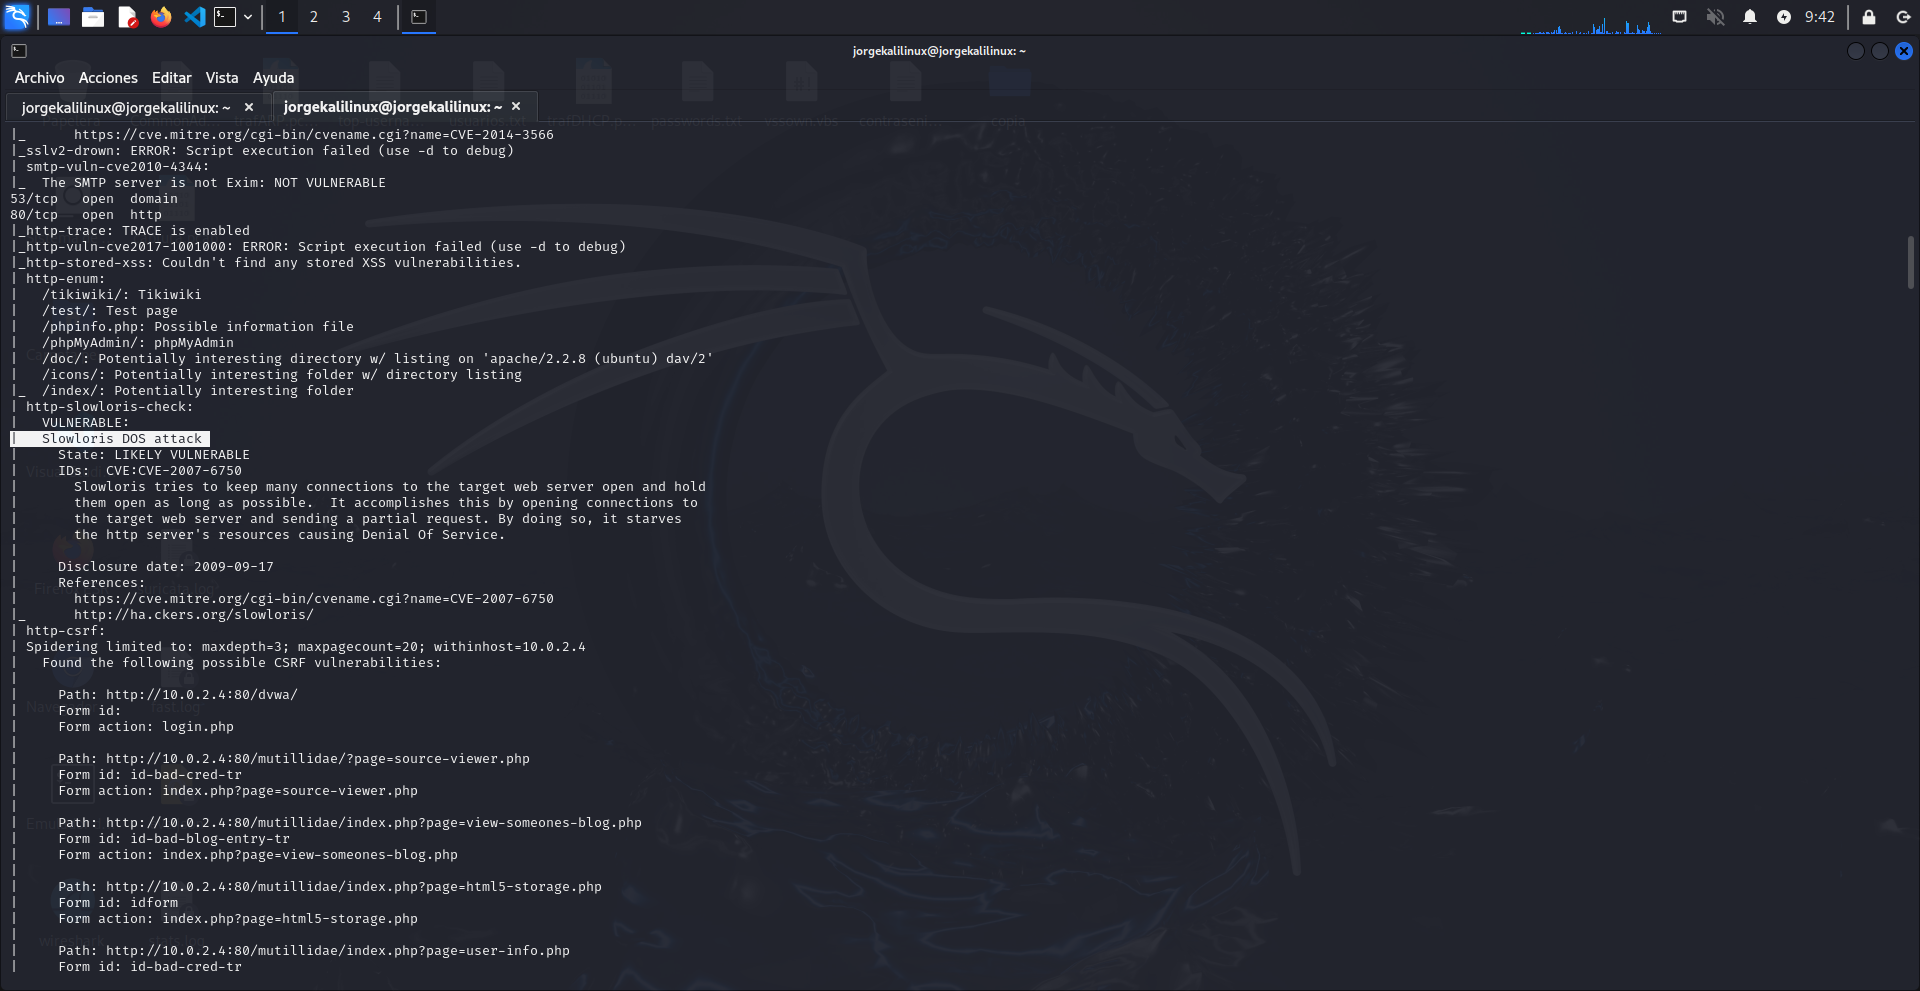 1 2 3 4
9:42
jorgekalilinux@jorgekalilinux: ~
Archivo Acciones Editar Vista Ayuda
jorgekalilinux@jorgekalilinux: ~ × jorgekalilinux@jorgekalilinux: ~ ×
|_      https://cve.mitre.org/cgi-bin/cvename.cgi?name=CVE-2014-3566
|_sslv2-drown: ERROR: Script execution failed (use -d to debug)
| smtp-vuln-cve2010-4344:
|_  The SMTP server is not Exim: NOT VULNERABLE
53/tcp   open  domain
80/tcp   open  http
|_http-trace: TRACE is enabled
|_http-vuln-cve2017-1001000: ERROR: Script execution failed (use -d to debug)
|_http-stored-xss: Couldn't find any stored XSS vulnerabilities.
| http-enum:
|   /tikiwiki/: Tikiwiki
|   /test/: Test page
|   /phpinfo.php: Possible information file
|   /phpMyAdmin/: phpMyAdmin
|   /doc/: Potentially interesting directory w/ listing on 'apache/2.2.8 (ubuntu) dav/2'
|   /icons/: Potentially interesting folder w/ directory listing
|_  /index/: Potentially interesting folder
| http-slowloris-check:
|   VULNERABLE:
|   Slowloris DOS attack
|     State: LIKELY VULNERABLE
|     IDs:  CVE:CVE-2007-6750
|       Slowloris tries to keep many connections to the target web server open and hold
|       them open as long as possible.  It accomplishes this by opening connections to
|       the target web server and sending a partial request. By doing so, it starves
|       the http server's resources causing Denial Of Service.
|
|     Disclosure date: 2009-09-17
|     References:
|       https://cve.mitre.org/cgi-bin/cvename.cgi?name=CVE-2007-6750
|_      http://ha.ckers.org/slowloris/
| http-csrf:
| Spidering limited to: maxdepth=3; maxpagecount=20; withinhost=10.0.2.4
|   Found the following possible CSRF vulnerabilities:
|
|     Path: http://10.0.2.4:80/dvwa/
|     Form id:
|     Form action: login.php
|
|     Path: http://10.0.2.4:80/mutillidae/?page=source-viewer.php
|     Form id: id-bad-cred-tr
|     Form action: index.php?page=source-viewer.php
|
|     Path: http://10.0.2.4:80/mutillidae/index.php?page=view-someones-blog.php
|     Form id: id-bad-blog-entry-tr
|     Form action: index.php?page=view-someones-blog.php
|
|     Path: http://10.0.2.4:80/mutillidae/index.php?page=html5-storage.php
|     Form id: idform
|     Form action: index.php?page=html5-storage.php
|
|     Path: http://10.0.2.4:80/mutillidae/index.php?page=user-info.php
|     Form id: id-bad-cred-tr